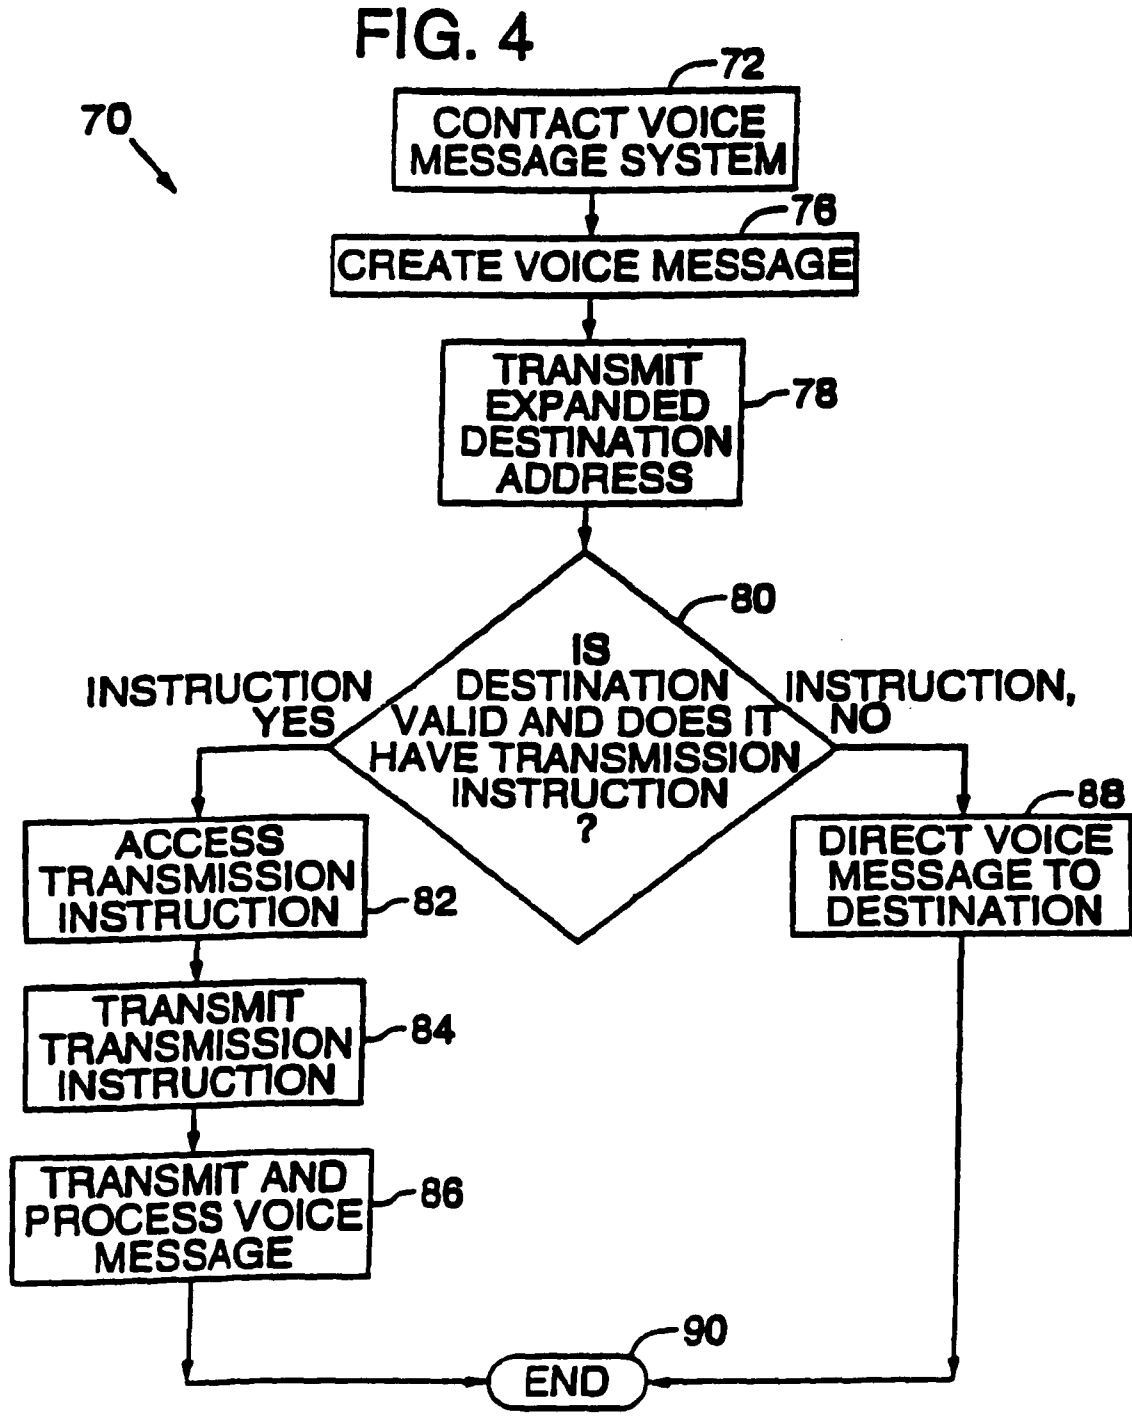 FIG. 4
70
72
CONTACT VOICE
MESSAGE SYSTEM
76
CREATE VOICE MESSAGE
TRANSMIT
EXPANDED
DESTINATION
ADDRESS
78
80
IS
DESTINATION
VALID AND DOES IT
HAVE TRANSMISSION
INSTRUCTION
?
INSTRUCTION
YES
INSTRUCTION,
NO
ACCESS
TRANSMISSION
INSTRUCTION
82
88
DIRECT VOICE
MESSAGE TO
DESTINATION
TRANSMIT
TRANSMISSION
INSTRUCTION
84
TRANSMIT AND
PROCESS VOICE
MESSAGE
86
90
END